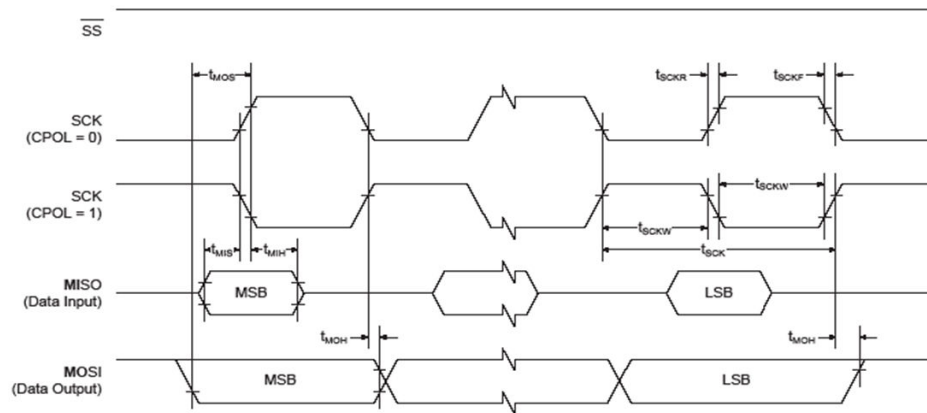 SS
tMOS
tSCKR
tSCKF
SCK
(CPOL = 0)
SCK
(CPOL = 1)
tSCKW
tSCKW
tSCK
tMIS
tMIH
MISO
(Data Input)
MSB
LSB
tMOH
tMOH
MOSI
(Data Output)
MSB
LSB